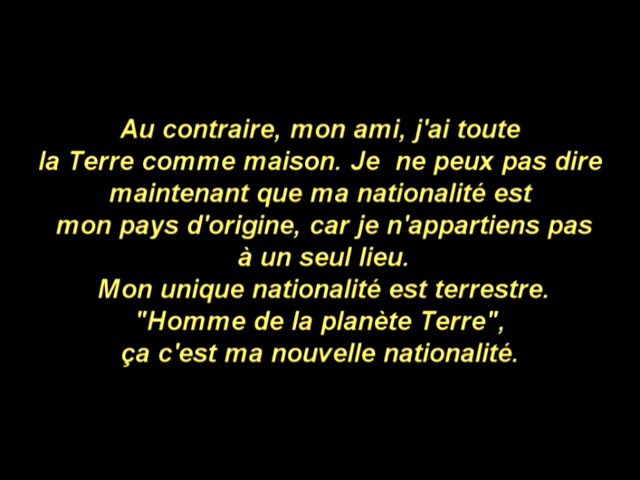 Au contraire, mon ami, j'ai toute
la Terre comme maison. Je  ne peux pas dire
maintenant que ma nationalité est
mon pays d'origine, car je n'appartiens pas
à un seul lieu.
Mon unique nationalité est terrestre.
"Homme de la planète Terre",
ça c'est ma nouvelle nationalité.